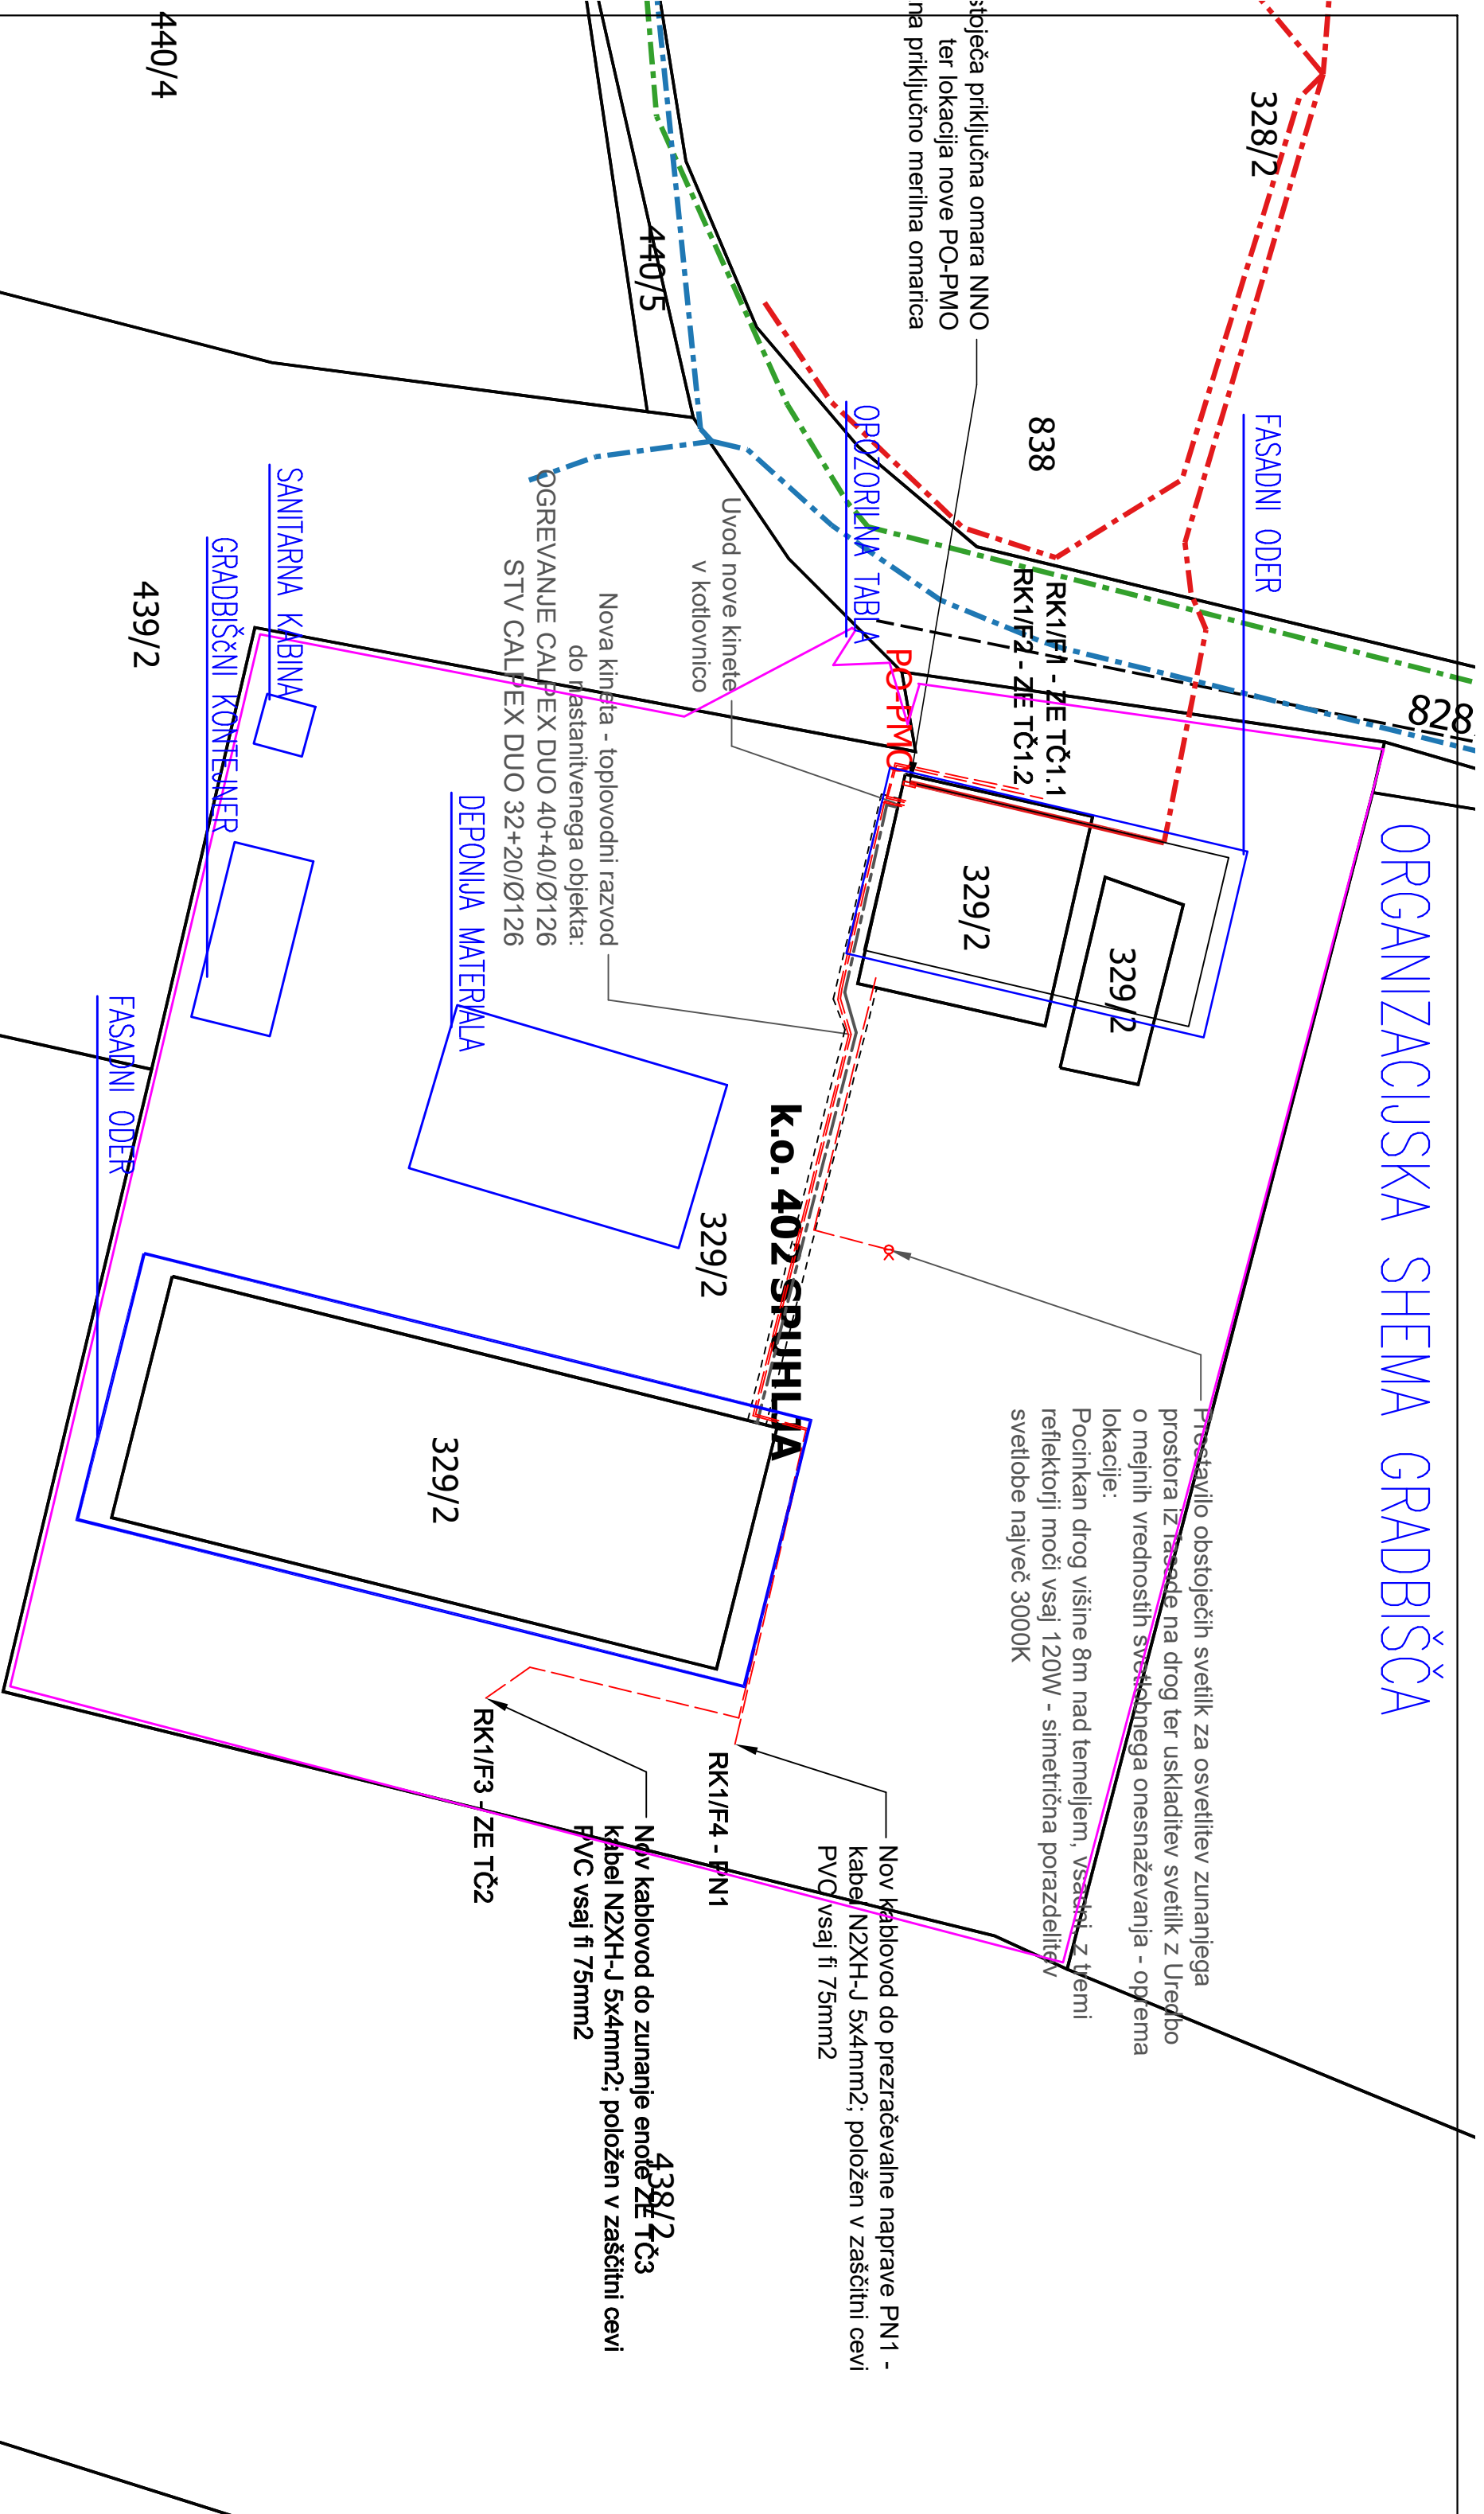 ORGANIZACIJSKA SHEMA GRADBIŠČA
828
328/2
FASADNI ODER
838
RK1/F1 - ZE TČ1.1
RK1/F2 - ZE TČ1.2
stoječa priključna omara NNO
ter lokacija nove PO-PMO
na priključno merilna omarica
OPOZORILNA TABLA
PO-PMO
Uvod nove kinete
v kotlovnico
440/5
Nova kineta - toplovodni razvod
do nastanitvenega objekta:
OGREVANJE CALPEX DUO 40+40/Ø126
STV CALPEX DUO 32+20/Ø126
440/4
439/2
SANITARNA KABINA
GRADBIŠČNI KONTEJNER
DEPONIJA MATERIALA
FASADNI ODER
329/2
329/2
329/2
329/2
k.o. 402 SPUHLJA
Prestavilo obstoječih svetilk za osvetlitev zunanjega
prostora iz fasade na drog ter uskladitev svetilk z Uredbo
o mejnih vrednostih svetlobnega onesnaževanja - oprema
lokacije:
Pocinkan drog višine 8m nad temeljem, vsadni z tremi
reflektorji moči vsaj 120W - simetrična porazdelitev
svetlobe največ 3000K
RK1/F4 - PN1
RK1/F3 - ZE TČ2
Nov kablovod do prezračevalne naprave PN1 -
kabel N2XH-J 5x4mm2; položen v zaščitni cevi
PVC vsaj fi 75mm2
Nov kablovod do zunanje enote ZE TČ3
kabel N2XH-J 5x4mm2; položen v zaščitni cevi
PVC vsaj fi 75mm2
438/2